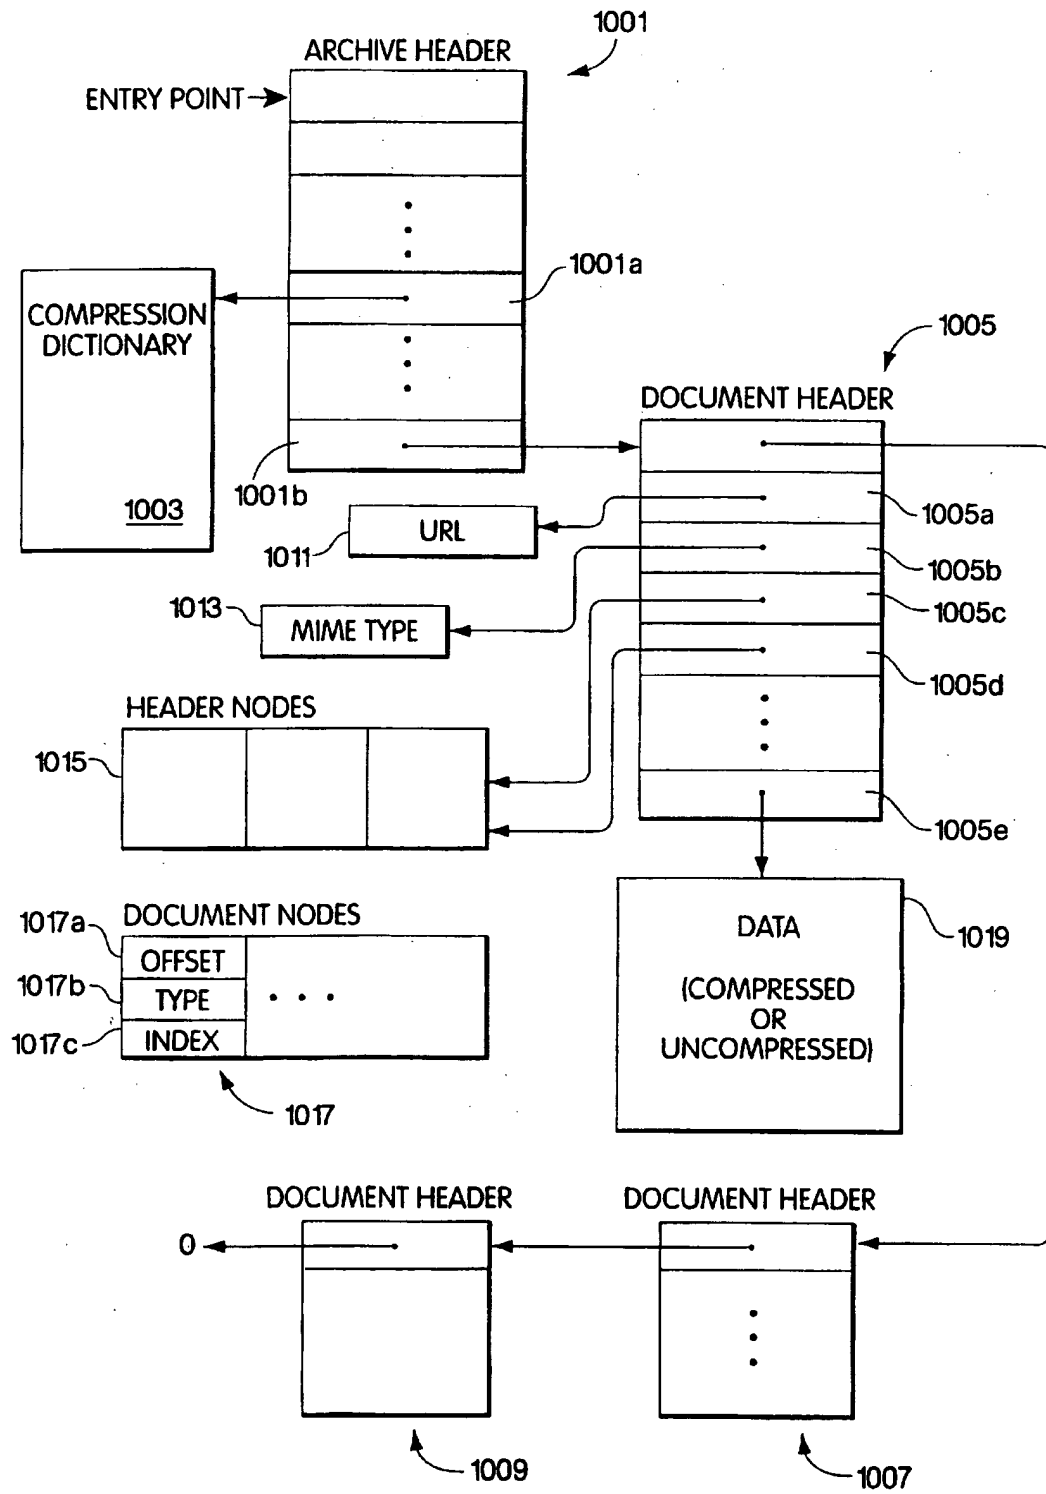 1001
ARCHIVE HEADER
ENTRY POINT
1001a
COMPRESSION
DICTIONARY
1005
DOCUMENT HEADER
1001b
1003
URL
1005a
1011
1005b
1013
MIME TYPE
1005c
1005d
HEADER NODES
1015
1005e
DOCUMENT NODES
1017a
OFFSET
1017b
TYPE
1017c
INDEX
1017
DATA
1019
(COMPRESSED
OR
UNCOMPRESSED)
DOCUMENT HEADER
DOCUMENT HEADER
0
1009
1007